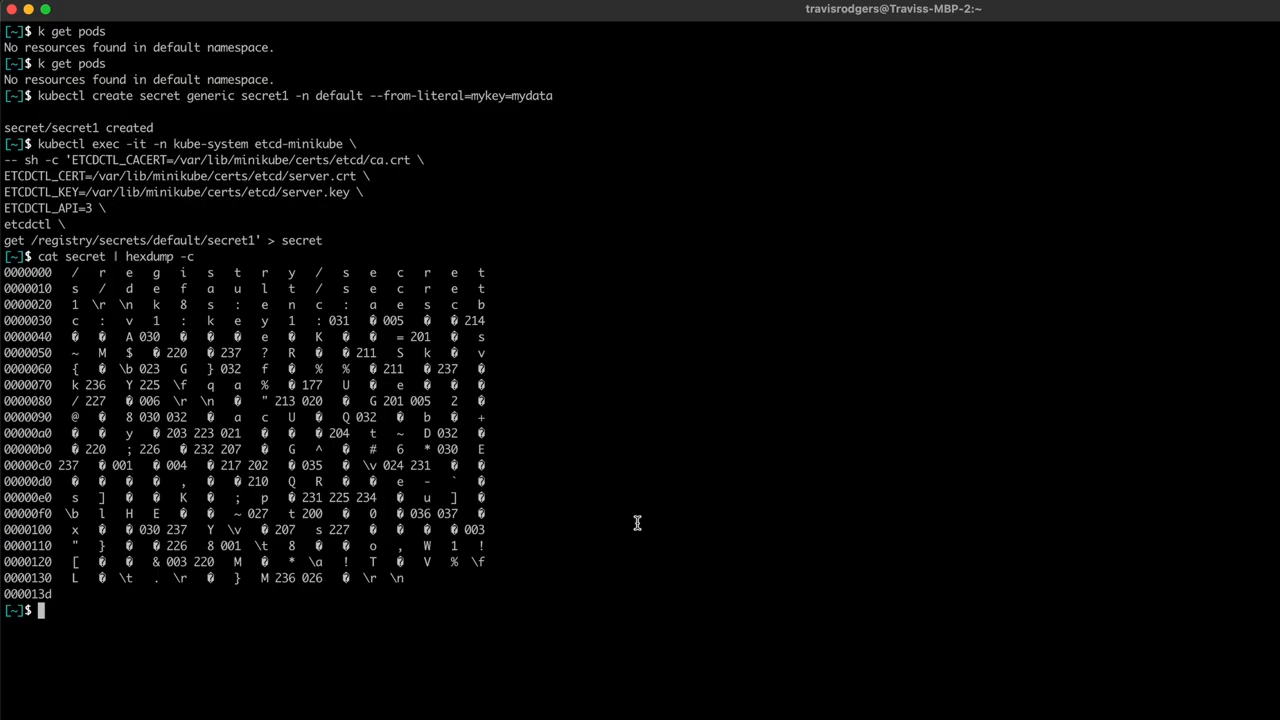 travisrodgers@Traviss-MBP-2:~
[~]$ k get pods
No resources found in default namespace.
[~]$ k get pods
No resources found in default namespace.
[~]$ kubectl create secret generic secret1 -n default --from-literal=mykey=mydata
secret/secret1 created
[~]$ kubectl exec -it -n kube-system etcd-minikube \
-- sh -c 'ETCDCTL_CACERT=/var/lib/minikube/certs/etcd/ca.crt \
ETCDCTL_CERT=/var/lib/minikube/certs/etcd/server.crt \
ETCDCTL_KEY=/var/lib/minikube/certs/etcd/server.key \
ETCDCTL_API=3 \
etcdctl \
get /registry/secrets/default/secret1' > secret
[~]$ cat secret | hexdump -c
0000000 / r e g i s t r y / s e c r e t
0000010 s / d e f a u l t / s e c r e t
0000020 1 \r \n k 8 s : e n c : a e s c b
0000030 c : v 1 : k e y 1 : 031 � 005 � � 214
0000040 � � A 030 � � � e � K � � = 201 � s
0000050 ~ M $ � 220 � 237 ? R � � 211 S k � v
0000060 { � \b 023 G } 032 f � % % � 211 � 237 �
0000070 k 236 Y 225 \f q a % � 177 U � e � � �
0000080 / 227 � 006 \r \n � " 213 020 � G 201 005 2 �
0000090 @ � 8 030 032 � a c U � Q 032 � b � +
00000a0 � � y � 203 223 021 � � � 204 t ~ D 032 �
00000b0 � 220 ; 226 � 232 207 � G ^ � # 6 * 030 E
00000c0 237 � 001 � 004 � 217 202 � 035 � \v 024 231 � �
00000d0 � � � � , � � 210 Q R � � e - ` �
00000e0 s ] � � K � ; p � 231 225 234 � u ] �
00000f0 \b l H E � � ~ 027 t 200 � 0 � 036 037 �
0000100 x � � 030 237 Y \v � 207 s 227 � � � � 003
0000110 " } � � 226 8 001 \t 8 � � o , W 1 !
0000120 [ � � & 003 220 M � * \a ! T � V % \f
0000130 L � \t . \r � } M 236 026 � \r \n
000013d
[~]$